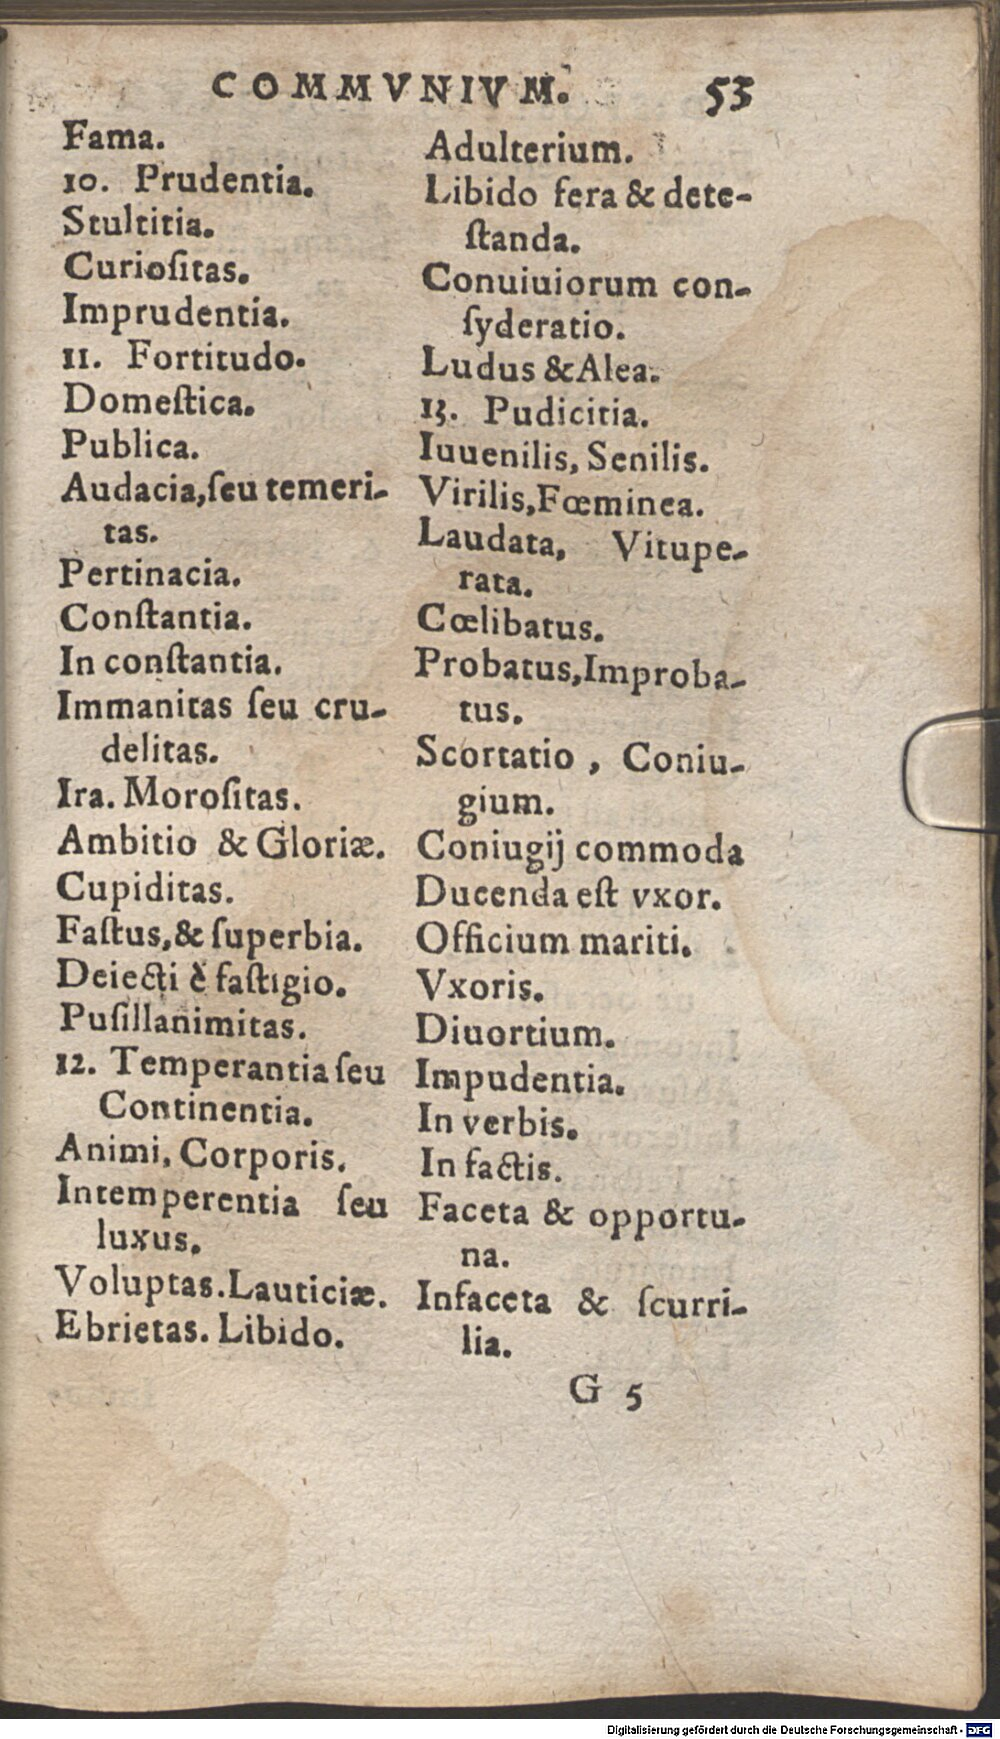 COMMVNIVM. 53
Fama.
10. Prudentia.
Stultitia.
Curioſitas.
Imprudentia.
11. Fortitudo.
Domeſtica.
Publica.
Audacia,ſeu temeri-
tas.
Pertinacia.
Conſtantia.
In conſtantia.
Immanitas ſeu cru-
delitas.
Ira. Moroſitas.
Ambitio & Gloriæ.
Cupiditas.
Faſtus,& ſuperbia.
Deiecti è faſtigio.
Puſillanimitas.
12. Temperantia ſeu
Continentia.
Animi, Corporis.
Intemperentia ſeu
luxus.
Voluptas. Lauticiæ.
Ebrietas. Libido.
Adulterium.
Libido fera & dete-
ſtanda.
Conuiuiorum con-
ſyderatio.
Ludus & Alea.
13. Pudicitia.
Iuuenilis, Senilis.
Virilis, Fœminea.
Laudata, Vitupe-
rata.
Cœlibatus.
Probatus, Improba-
tus.
Scortatio, Coniu-
gium.
Coniugij commoda
Ducenda eſt vxor.
Officium mariti.
Vxoris.
Diuortium.
Impudentia.
In verbis.
In factis.
Faceta & opportu-
na.
Infaceta & ſcurri-
lia.
G 5
Digitalisierung gefördert durch die Deutsche Forschungsgemeinschaft - DFG